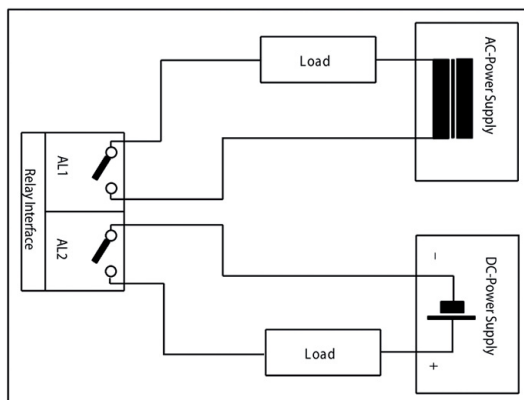 Load
AC-Power Supply
AL1
Relay Interface
AL2
−
DC-Power Supply
Load
+